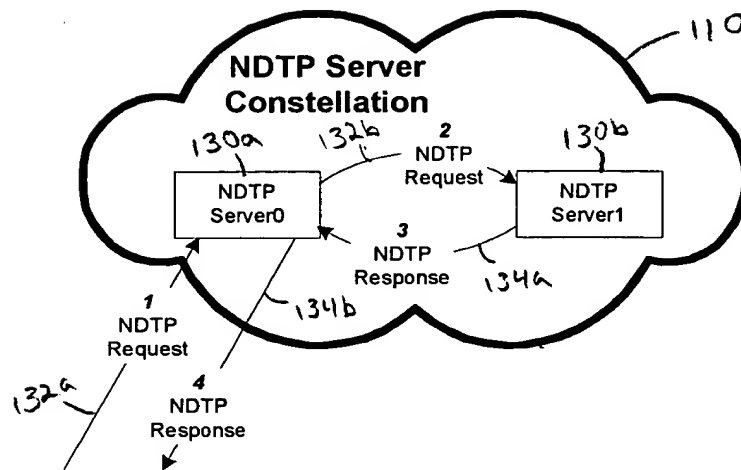 110
NDTP Server
Constellation
130a
132b
2
NDTP
Request
130b
NDTP
Server0
NDTP
Server1
3
NDTP
Response
134a
134b
1
NDTP
Request
132a
4
NDTP
Response